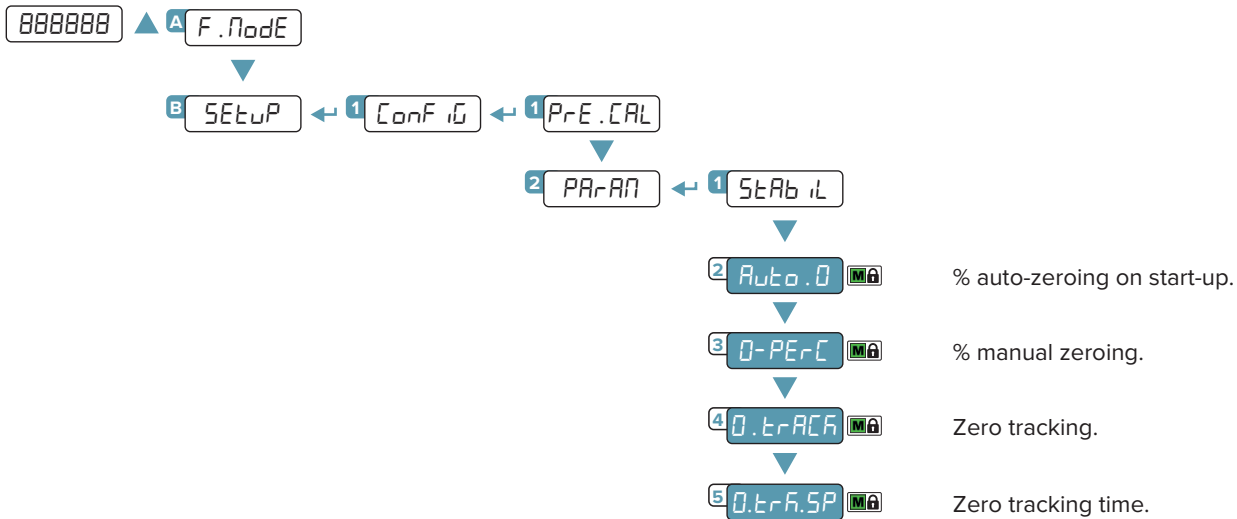 888888 A F.ModE
B SEtuP 1 ConFiG 1 PrE.CAL
2 PArAM 1 StAbiL
2 Auto.0 M % auto-zeroing on start-up.
3 0-PErC M % manual zeroing.
4 0.trACk M Zero tracking.
5 0.trk.SP M Zero tracking time.